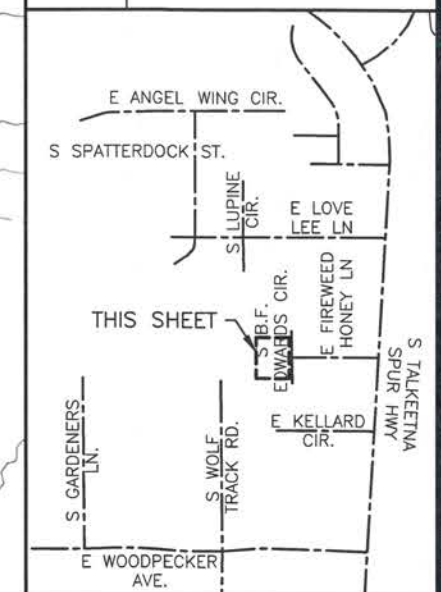 E ANGEL WING CIR.
S SPATTERDOCK ST.
S LUPINE
CIR.
E LOVE
LEE LN
THIS SHEET
S B.F.
EDWARDS CIR.
E FIREWEED
HONEY LN
S TALKEETNA
SPUR HWY
E KELLARD
CIR.
S GARDENERS
LN.
S WOLF
TRACK RD.
E WOODPECKER
AVE.